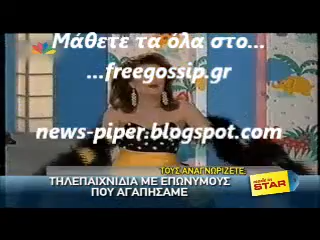 Μάθετε τα όλα στο...
...freegossip.gr
news-piper.blogspot.com
ΤΟΥΣ ΑΝΑΓΝΩΡΙΖΕΤΕ
ΤΗΛΕΠΑΙΧΝΙΔΙΑ ΜΕ ΕΠΩΝΥΜΟΥΣ
ΠΟΥ ΑΓΑΠΗΣΑΜΕ
STAR